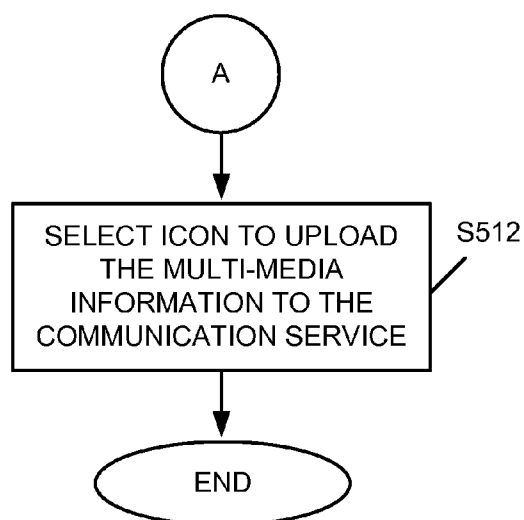 A
SELECT ICON TO UPLOAD
THE MULTI-MEDIA
INFORMATION TO THE
COMMUNICATION SERVICE
S512
END